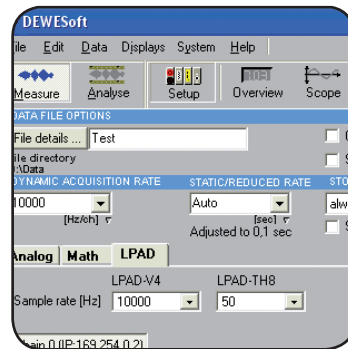 DEWESoft
ile Edit Data Displays System Help
Measure Analyse Setup Overview Scope
DATA FILE OPTIONS
File details ... Test
ile directory
:\Data
DYNAMIC ACQUISITION RATE STATIC/REDUCED RATE STO
10000 Auto alw
[Hz/ch] [sec]
Adjusted to 0,1 sec
Analog Math LPAD
LPAD-V4 LPAD-TH8
Sample rate [Hz] 10000 50
hain 0 (IP:169.254.0.2)